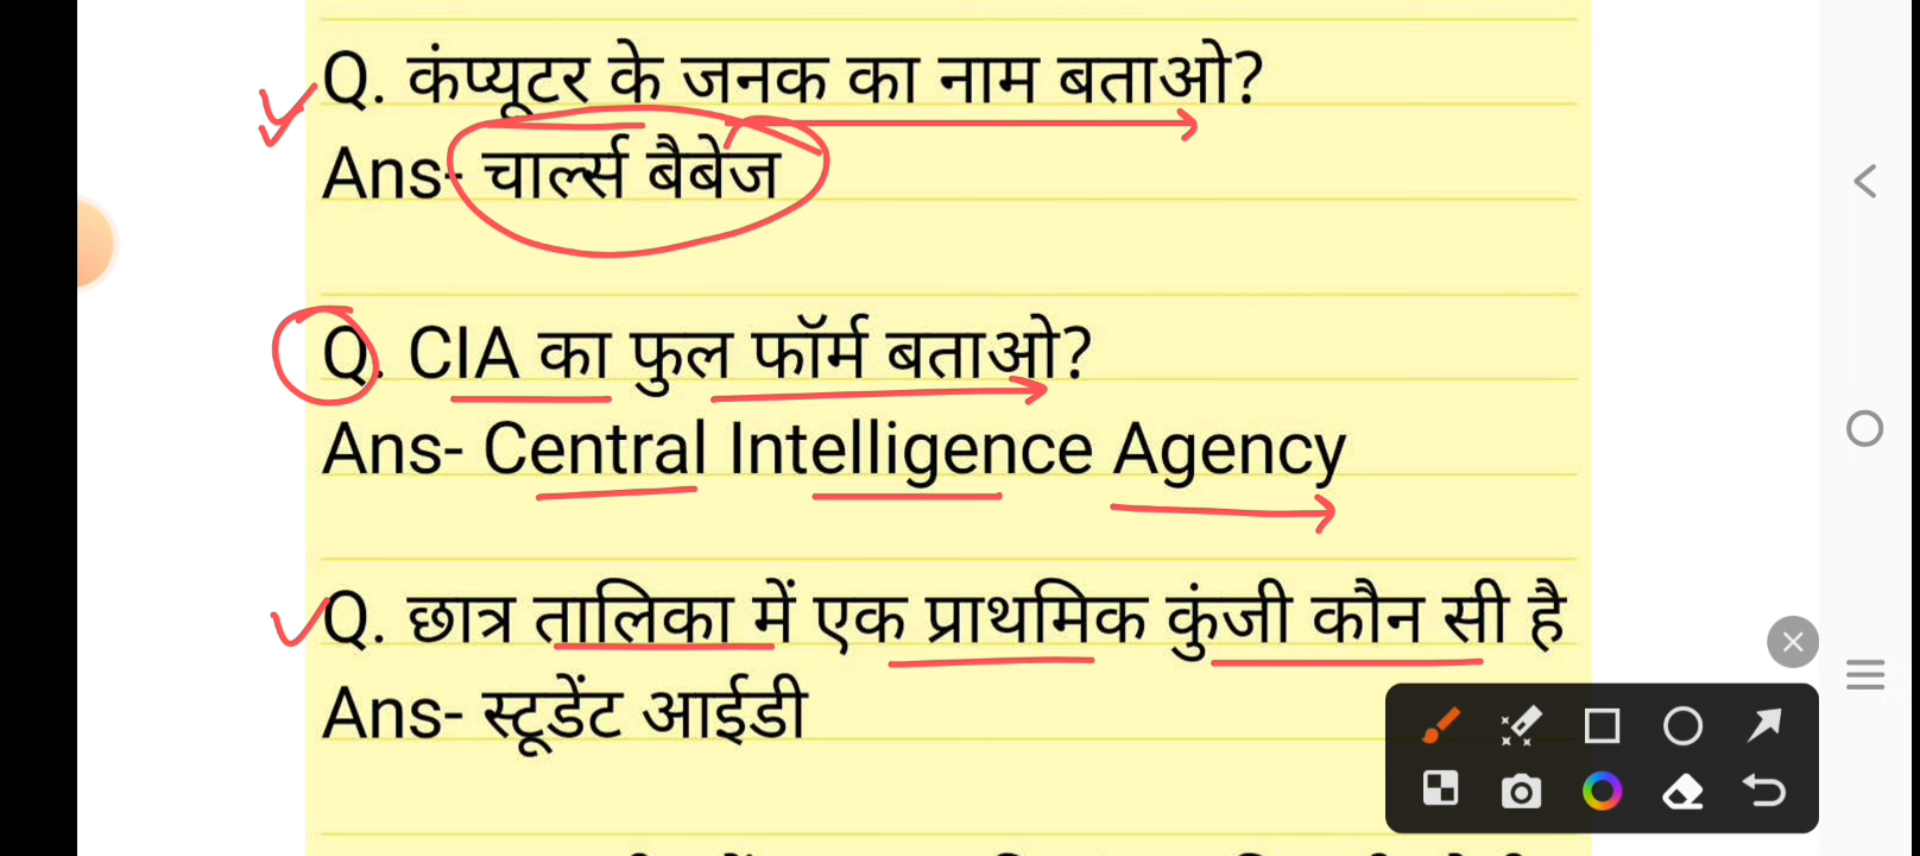 Q. कंप्यूटर के जनक का नाम बताओ?
Ans- चार्ल्स बैबेज
Q. CIA का फुल फॉर्म बताओ?
Ans- Central Intelligence Agency
Q. छात्र तालिका में एक प्राथमिक कुंजी कौन सी है
Ans- स्टूडेंट आईडी